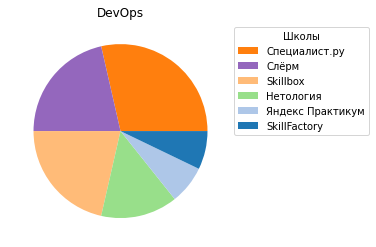 DevOps
Школы
Специалист.ру
Слёрм
Skillbox
Нетология
Яндекс Практикум
SkillFactory